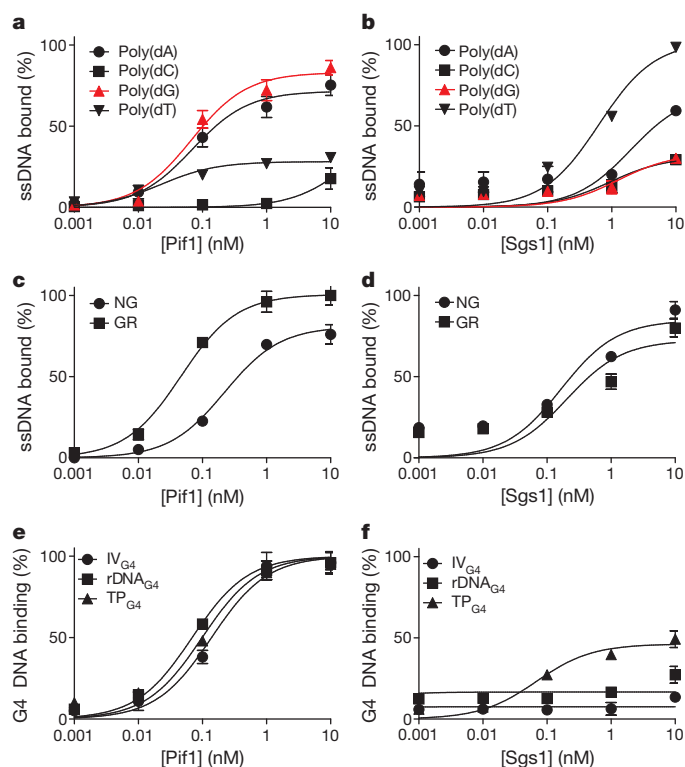 a
ssDNA bound (%)
100
50
0
Poly(dA)
Poly(dC)
Poly(dG)
Poly(dT)
0.001 0.01 0.1 1 10
[Pif1] (nM)
b
ssDNA bound (%)
100
50
0
Poly(dA)
Poly(dC)
Poly(dG)
Poly(dT)
0.001 0.01 0.1 1 10
[Sgs1] (nM)
c
ssDNA bound (%)
100
50
0
NG
GR
0.001 0.01 0.1 1 10
[Pif1] (nM)
d
ssDNA bound (%)
100
50
0
NG
GR
0.001 0.01 0.1 1 10
[Sgs1] (nM)
e
G4 DNA binding (%)
100
50
0
IVG4
rDNAG4
TPG4
0.001 0.01 0.1 1 10
[Pif1] (nM)
f
G4 DNA binding (%)
100
50
0
IVG4
rDNAG4
TPG4
0.001 0.01 0.1 1 10
[Sgs1] (nM)